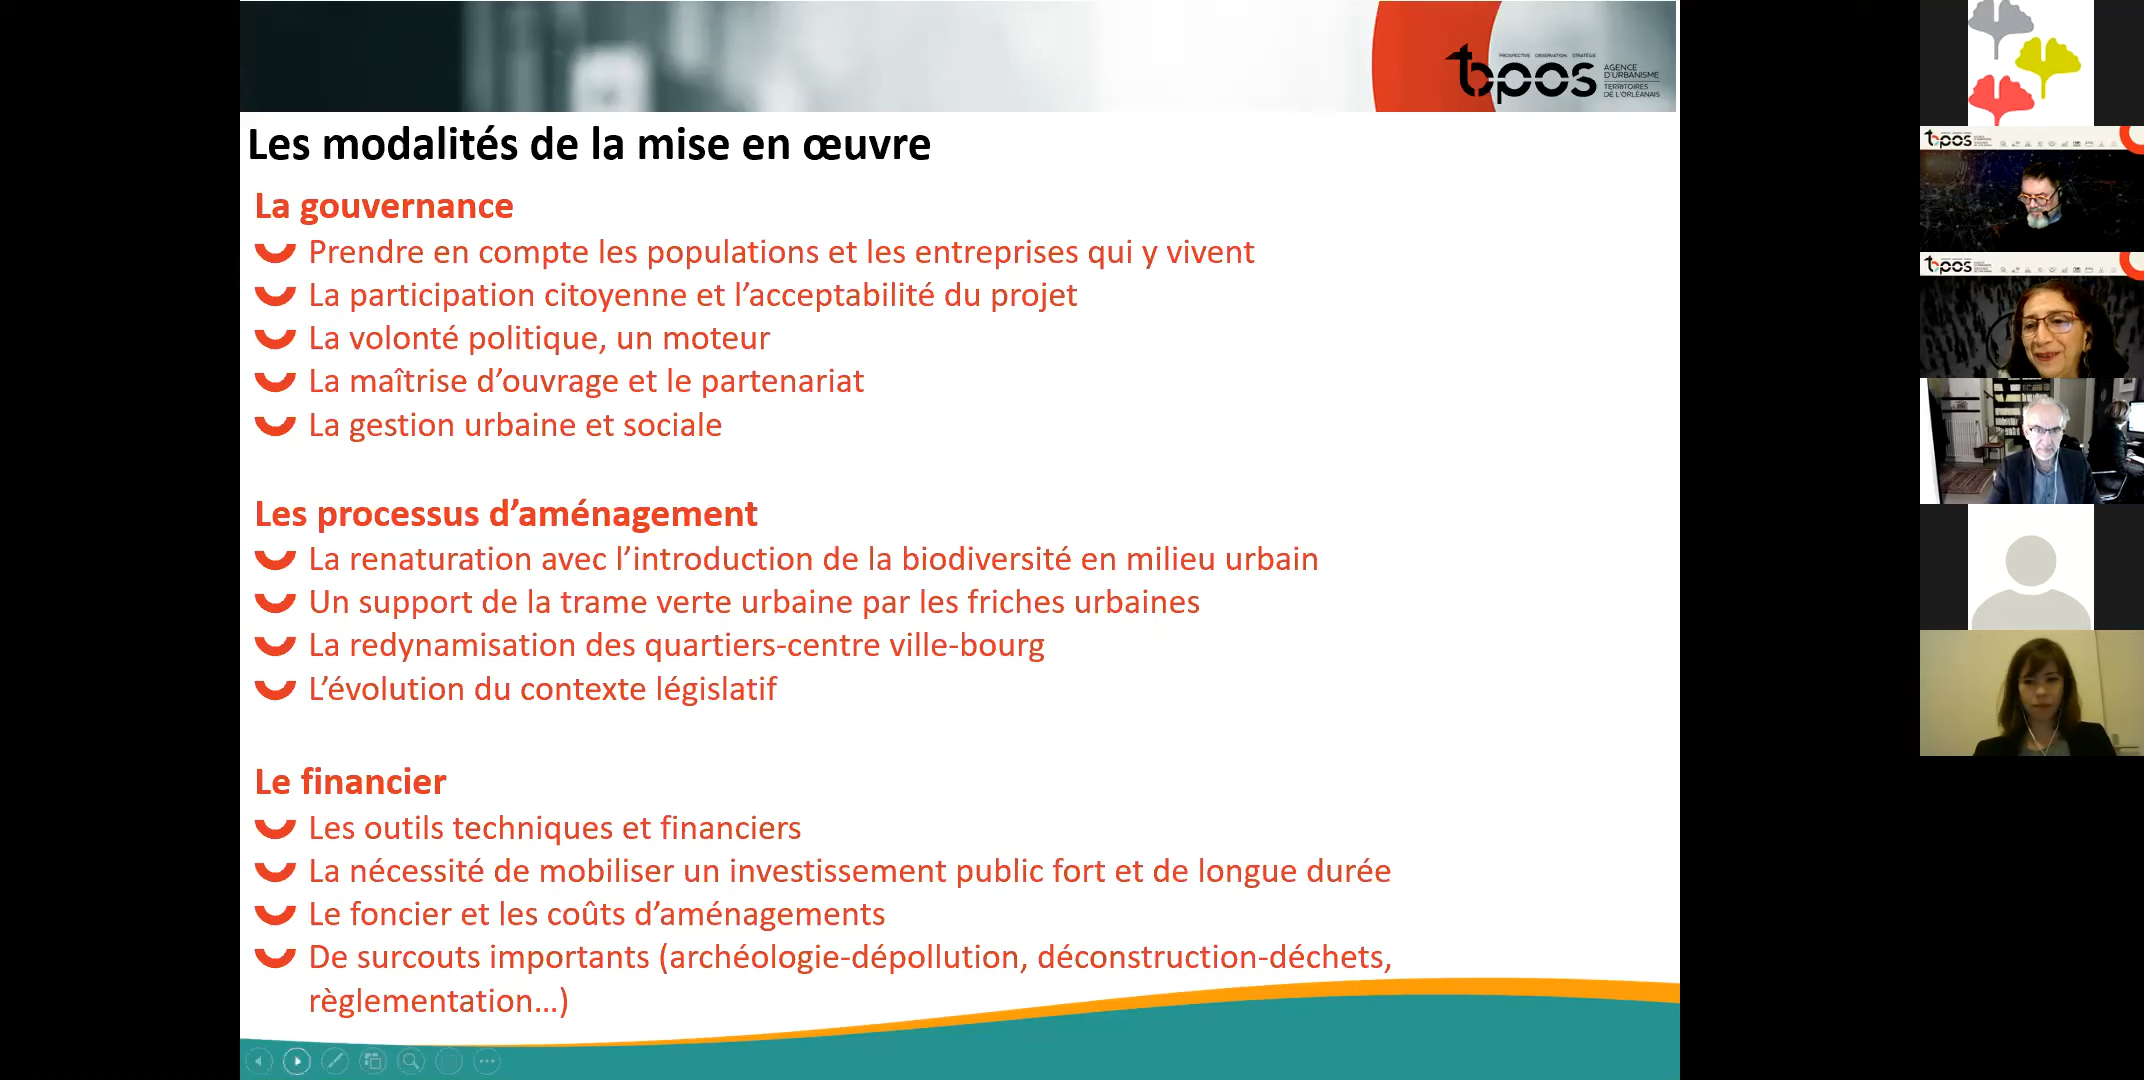 PROSPECTIVE OBSERVATION STRATÉGIE
topos
AGENCE
D'URBANISME
TERRITOIRES
DE L'ORLÉANAIS
Les modalités de la mise en œuvre
La gouvernance
Prendre en compte les populations et les entreprises qui y vivent
La participation citoyenne et l’acceptabilité du projet
La volonté politique, un moteur
La maîtrise d’ouvrage et le partenariat
La gestion urbaine et sociale
Les processus d’aménagement
La renaturation avec l’introduction de la biodiversité en milieu urbain
Un support de la trame verte urbaine par les friches urbaines
La redynamisation des quartiers-centre ville-bourg
L’évolution du contexte législatif
Le financier
Les outils techniques et financiers
La nécessité de mobiliser un investissement public fort et de longue durée
Le foncier et les coûts d’aménagements
De surcouts importants (archéologie-dépollution, déconstruction-déchets,
règlementation...)
topos
topos